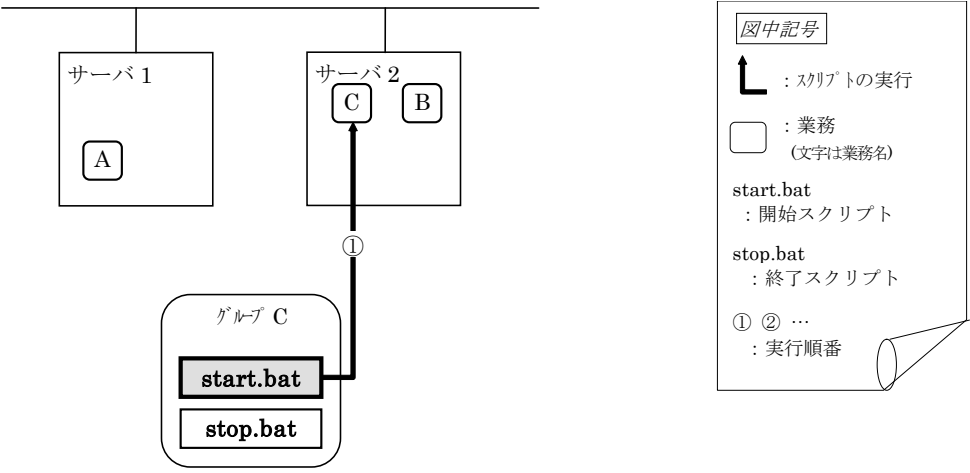 サーバ 1
A
サーバ 2
C
B
①
ｸﾞﾙｰﾌﾟ C
start.bat
stop.bat
図中記号
：ｽｸﾘﾌﾟﾄの実行
：業務
(文字は業務名)
start.bat
：開始スクリプト
stop.bat
：終了スクリプト
① ② …
：実行順番